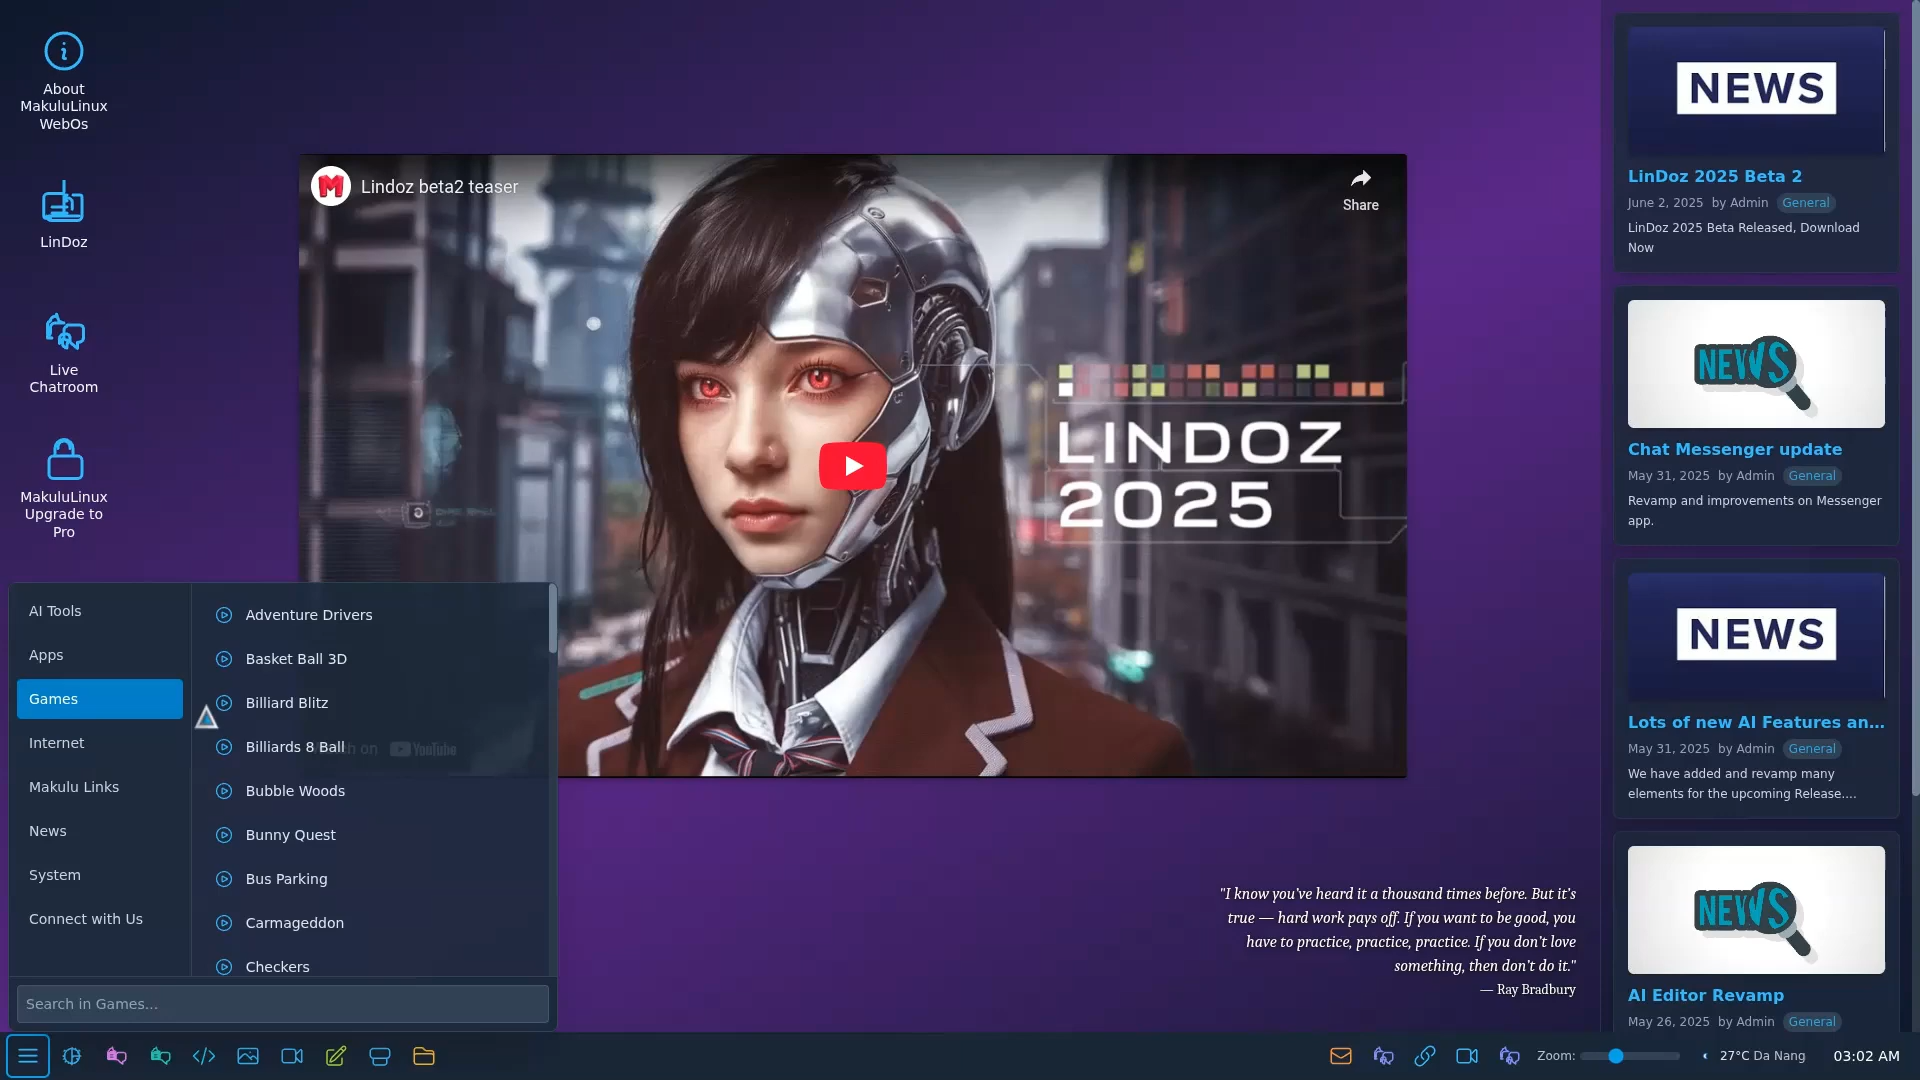 About
MakuluLinux
WebOs
LinDoz
Live
Chatroom
MakuluLinux
Upgrade to
Pro
Lindoz beta2 teaser
Share
LINDOZ
2025
AI Tools
Apps
Games
Internet
Makulu Links
News
System
Connect with Us
Adventure Drivers
Basket Ball 3D
Billiard Blitz
Billiards 8 Ball
Bubble Woods
Bunny Quest
Bus Parking
Carmageddon
Checkers
on YouTube
Search in Games...
"I know you've heard it a thousand times before. But it's
true — hard work pays off. If you want to be good, you
have to practice, practice, practice. If you don't love
something, then don't do it."
— Ray Bradbury
NEWS
LinDoz 2025 Beta 2
June 2, 2025 by Admin General
LinDoz 2025 Beta Released, Download
Now
NEWS
Chat Messenger update
May 31, 2025 by Admin General
Revamp and improvements on Messenger
app.
NEWS
Lots of new AI Features an...
May 31, 2025 by Admin General
We have added and revamp many
elements for the upcoming Release....
NEWS
AI Editor Revamp
May 26, 2025 by Admin General
Zoom:
27°C Da Nang
03:02 AM